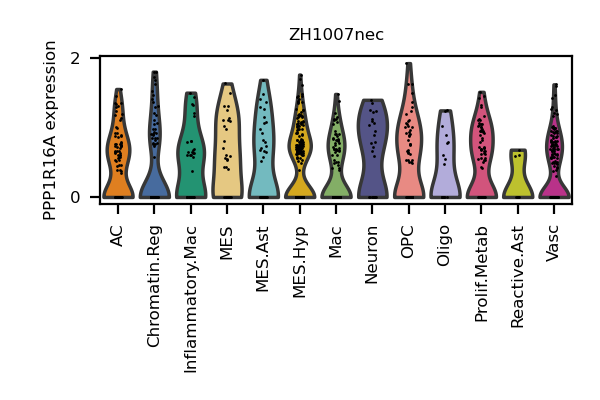 ZH1007nec
PPP1R16A expression
2
0
AC
Chromatin.Reg
Inflammatory.Mac
MES
MES.Ast
MES.Hyp
Mac
Neuron
OPC
Oligo
Prolif.Metab
Reactive.Ast
Vasc